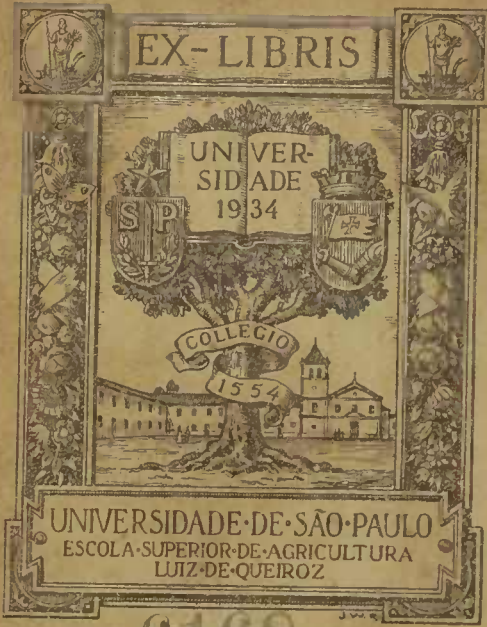 EX-LIBRIS
UNIVER-
SIDADE
1934
S P
COLLEGIO
1554
UNIVERSIDADE·DE·SÃO·PAULO
ESCOLA·SUPERIOR·DE·AGRICULTURA
LUIZ·DE·QUEIROZ